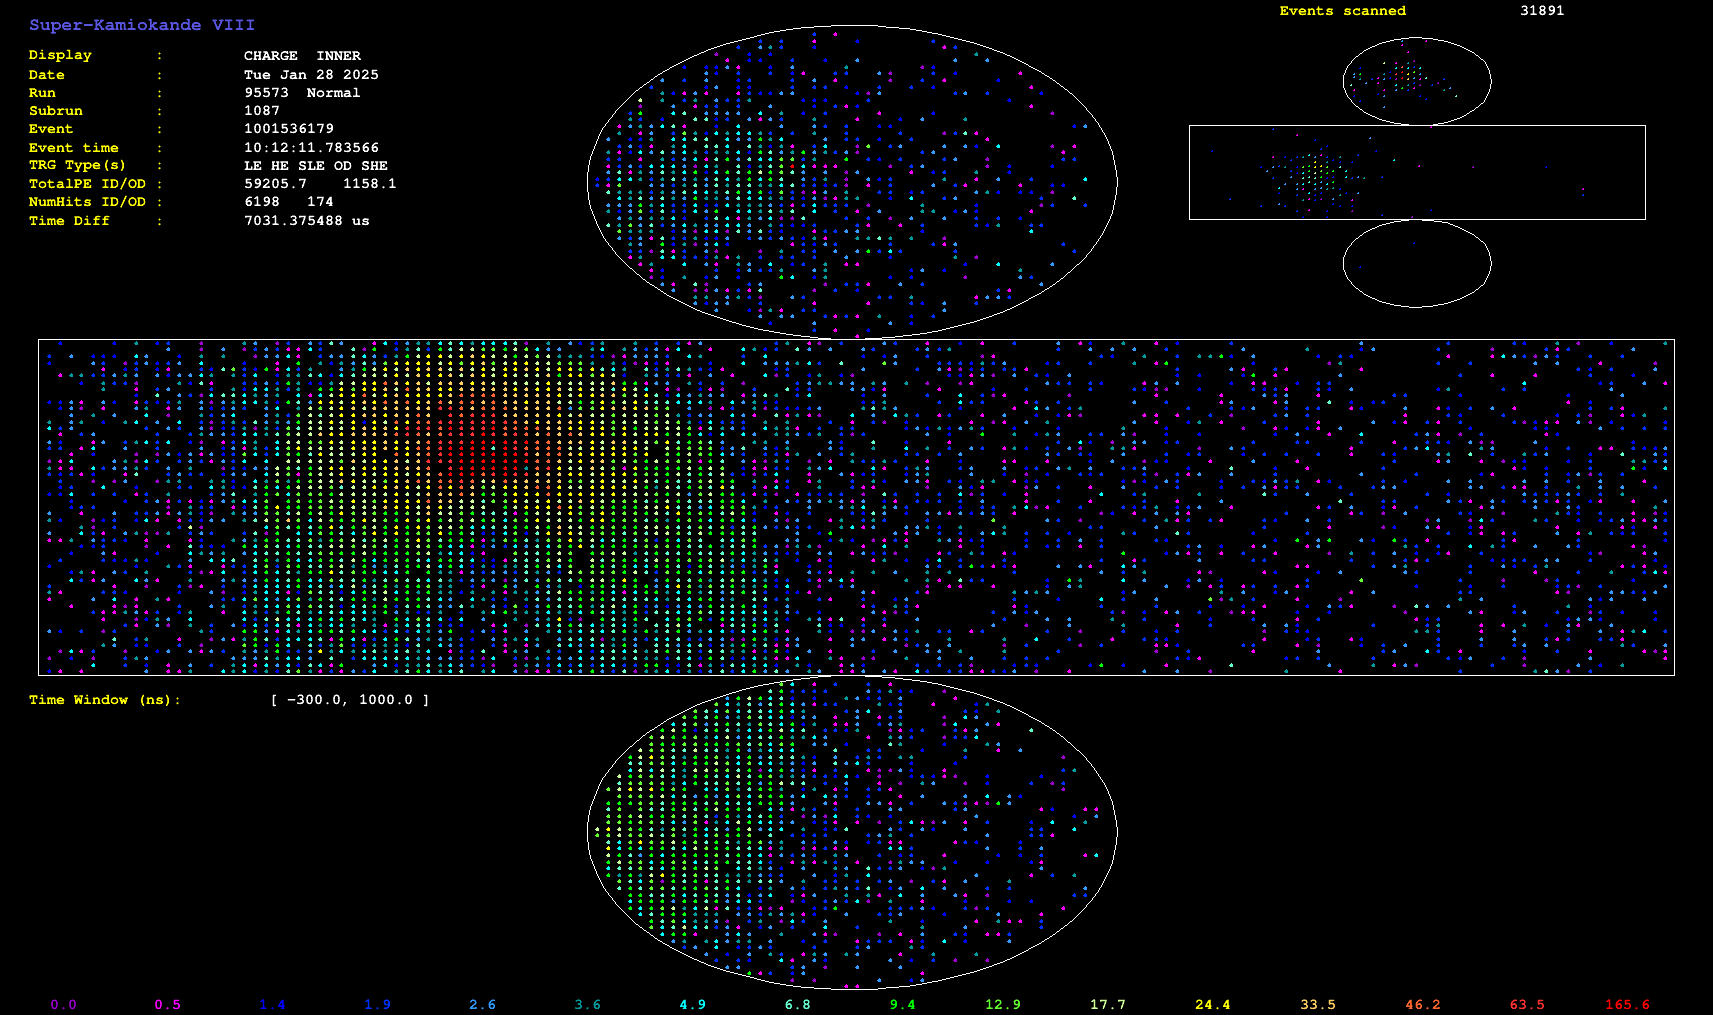 Super-Kamiokande VIII
Events scanned 31891
Display : CHARGE INNER
Date : Tue Jan 28 2025
Run : 95573 Normal
Subrun : 1087
Event : 1001536179
Event time : 10:12:11.783566
TRG Type(s) : LE HE SLE OD SHE
TotalPE ID/OD : 59205.7 1158.1
NumHits ID/OD : 6198 174
Time Diff : 7031.375488 us
Time Window (ns): [ -300.0, 1000.0 ]
0.0 0.5 1.4 1.9 2.6 3.6 4.9 6.8 9.4 12.9 17.7 24.4 33.5 46.2 63.5 165.6